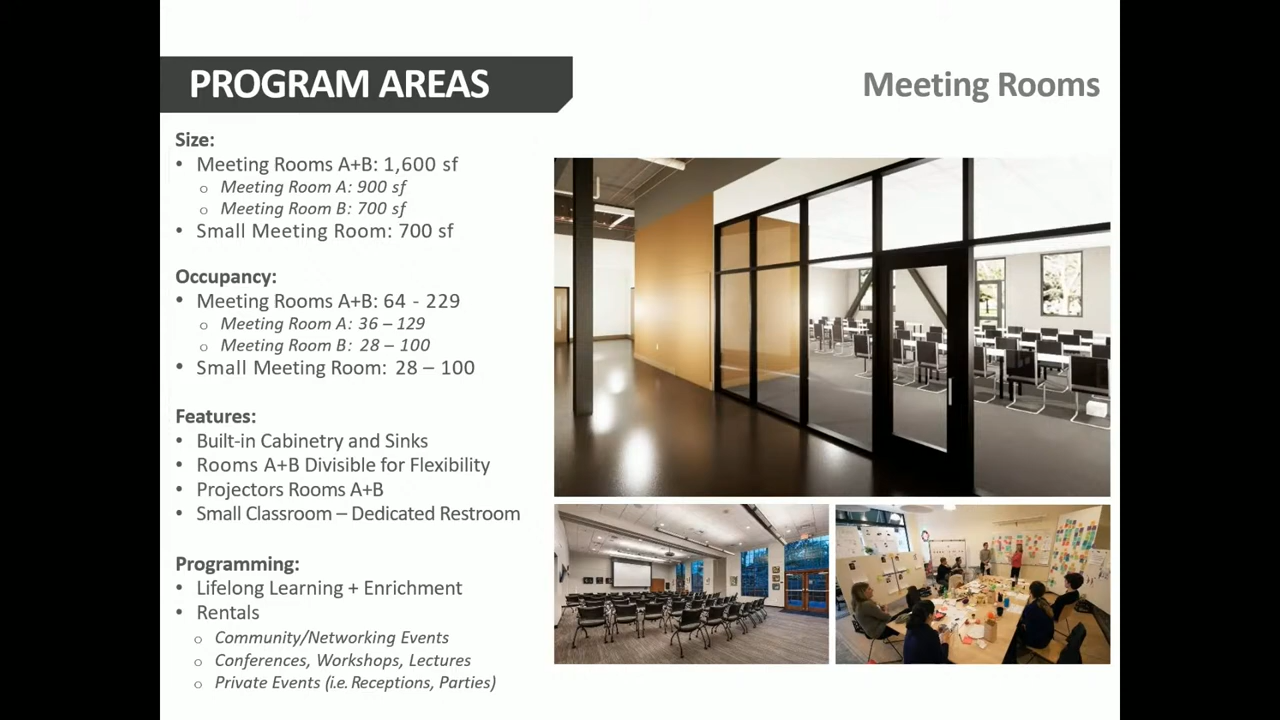 PROGRAM AREAS
Meeting Rooms
Size:
• Meeting Rooms A+B: 1,600 sf
o Meeting Room A: 900 sf
o Meeting Room B: 700 sf
• Small Meeting Room: 700 sf
Occupancy:
• Meeting Rooms A+B: 64 - 229
o Meeting Room A: 36 – 129
o Meeting Room B: 28 – 100
• Small Meeting Room: 28 – 100
Features:
• Built-in Cabinetry and Sinks
• Rooms A+B Divisible for Flexibility
• Projectors Rooms A+B
• Small Classroom – Dedicated Restroom
Programming:
• Lifelong Learning + Enrichment
• Rentals
o Community/Networking Events
o Conferences, Workshops, Lectures
o Private Events (i.e. Receptions, Parties)